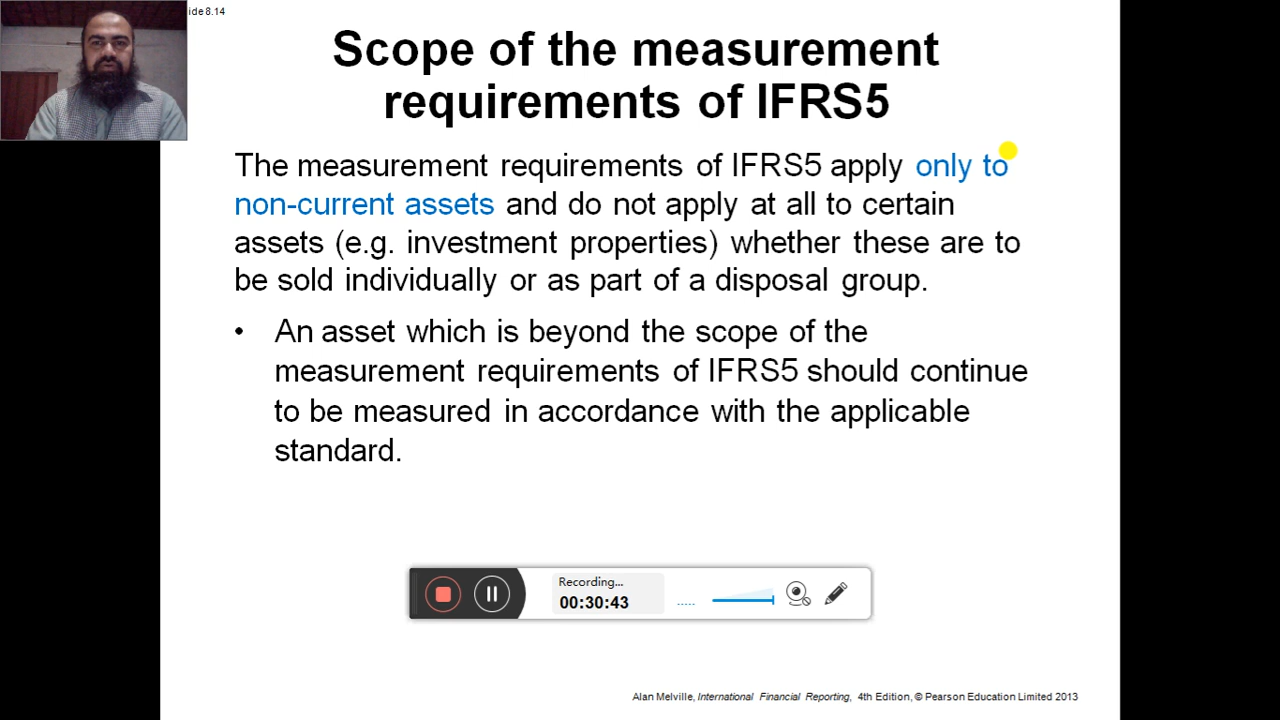 ide 8.14
Scope of the measurement
requirements of IFRS5
The measurement requirements of IFRS5 apply only to
non-current assets and do not apply at all to certain
assets (e.g. investment properties) whether these are to
be sold individually or as part of a disposal group.
• An asset which is beyond the scope of the
measurement requirements of IFRS5 should continue
to be measured in accordance with the applicable
standard.
Recording...
00:30:43
Alan Melville, International Financial Reporting, 4th Edition, © Pearson Education Limited 2013